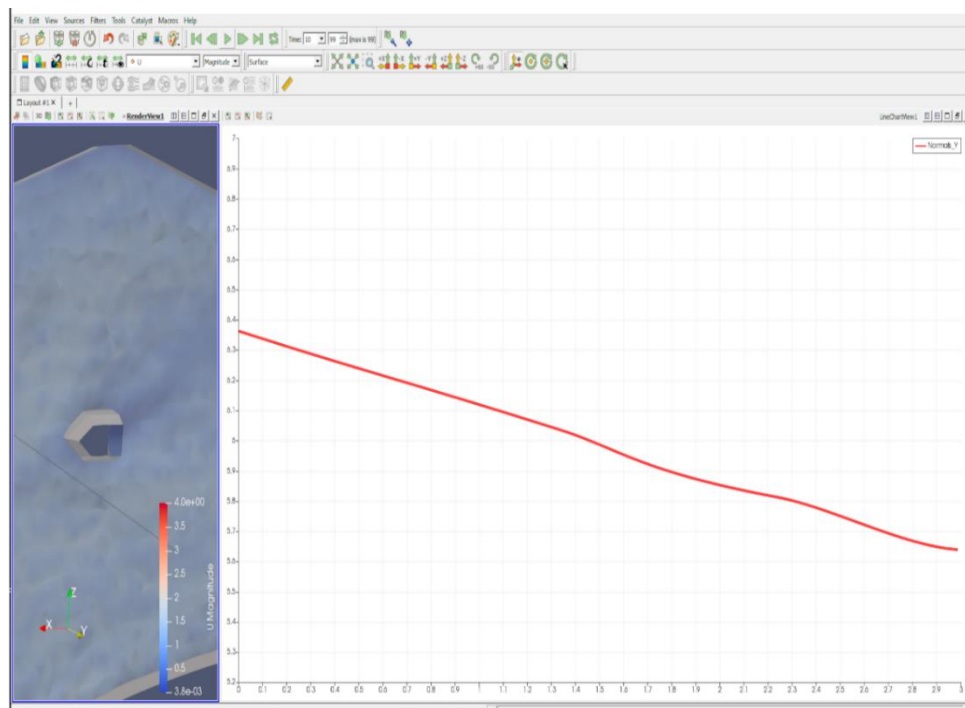 File Edit View Sources Filters Tools Catalyst Macros Help
Time: 10 99 (max is 99)
U Magnitude Surface
Layout #1 X +
RenderView1
LineChartView1
Normals_Y
7
6.9
6.8
6.7
6.6
6.5
6.4
6.3
6.2
6.1
6
5.9
5.8
5.7
5.6
5.5
5.4
5.3
5.2
0 0.1 0.2 0.3 0.4 0.5 0.6 0.7 0.8 0.9 1 1.1 1.2 1.3 1.4 1.5 1.6 1.7 1.8 1.9 2 2.1 2.2 2.3 2.4 2.5 2.6 2.7 2.8 2.9 3
4.0e+00
3.5
3
2.5
2
1.5
1
0.5
3.8e-03
U Magnitude
Z
X
Y